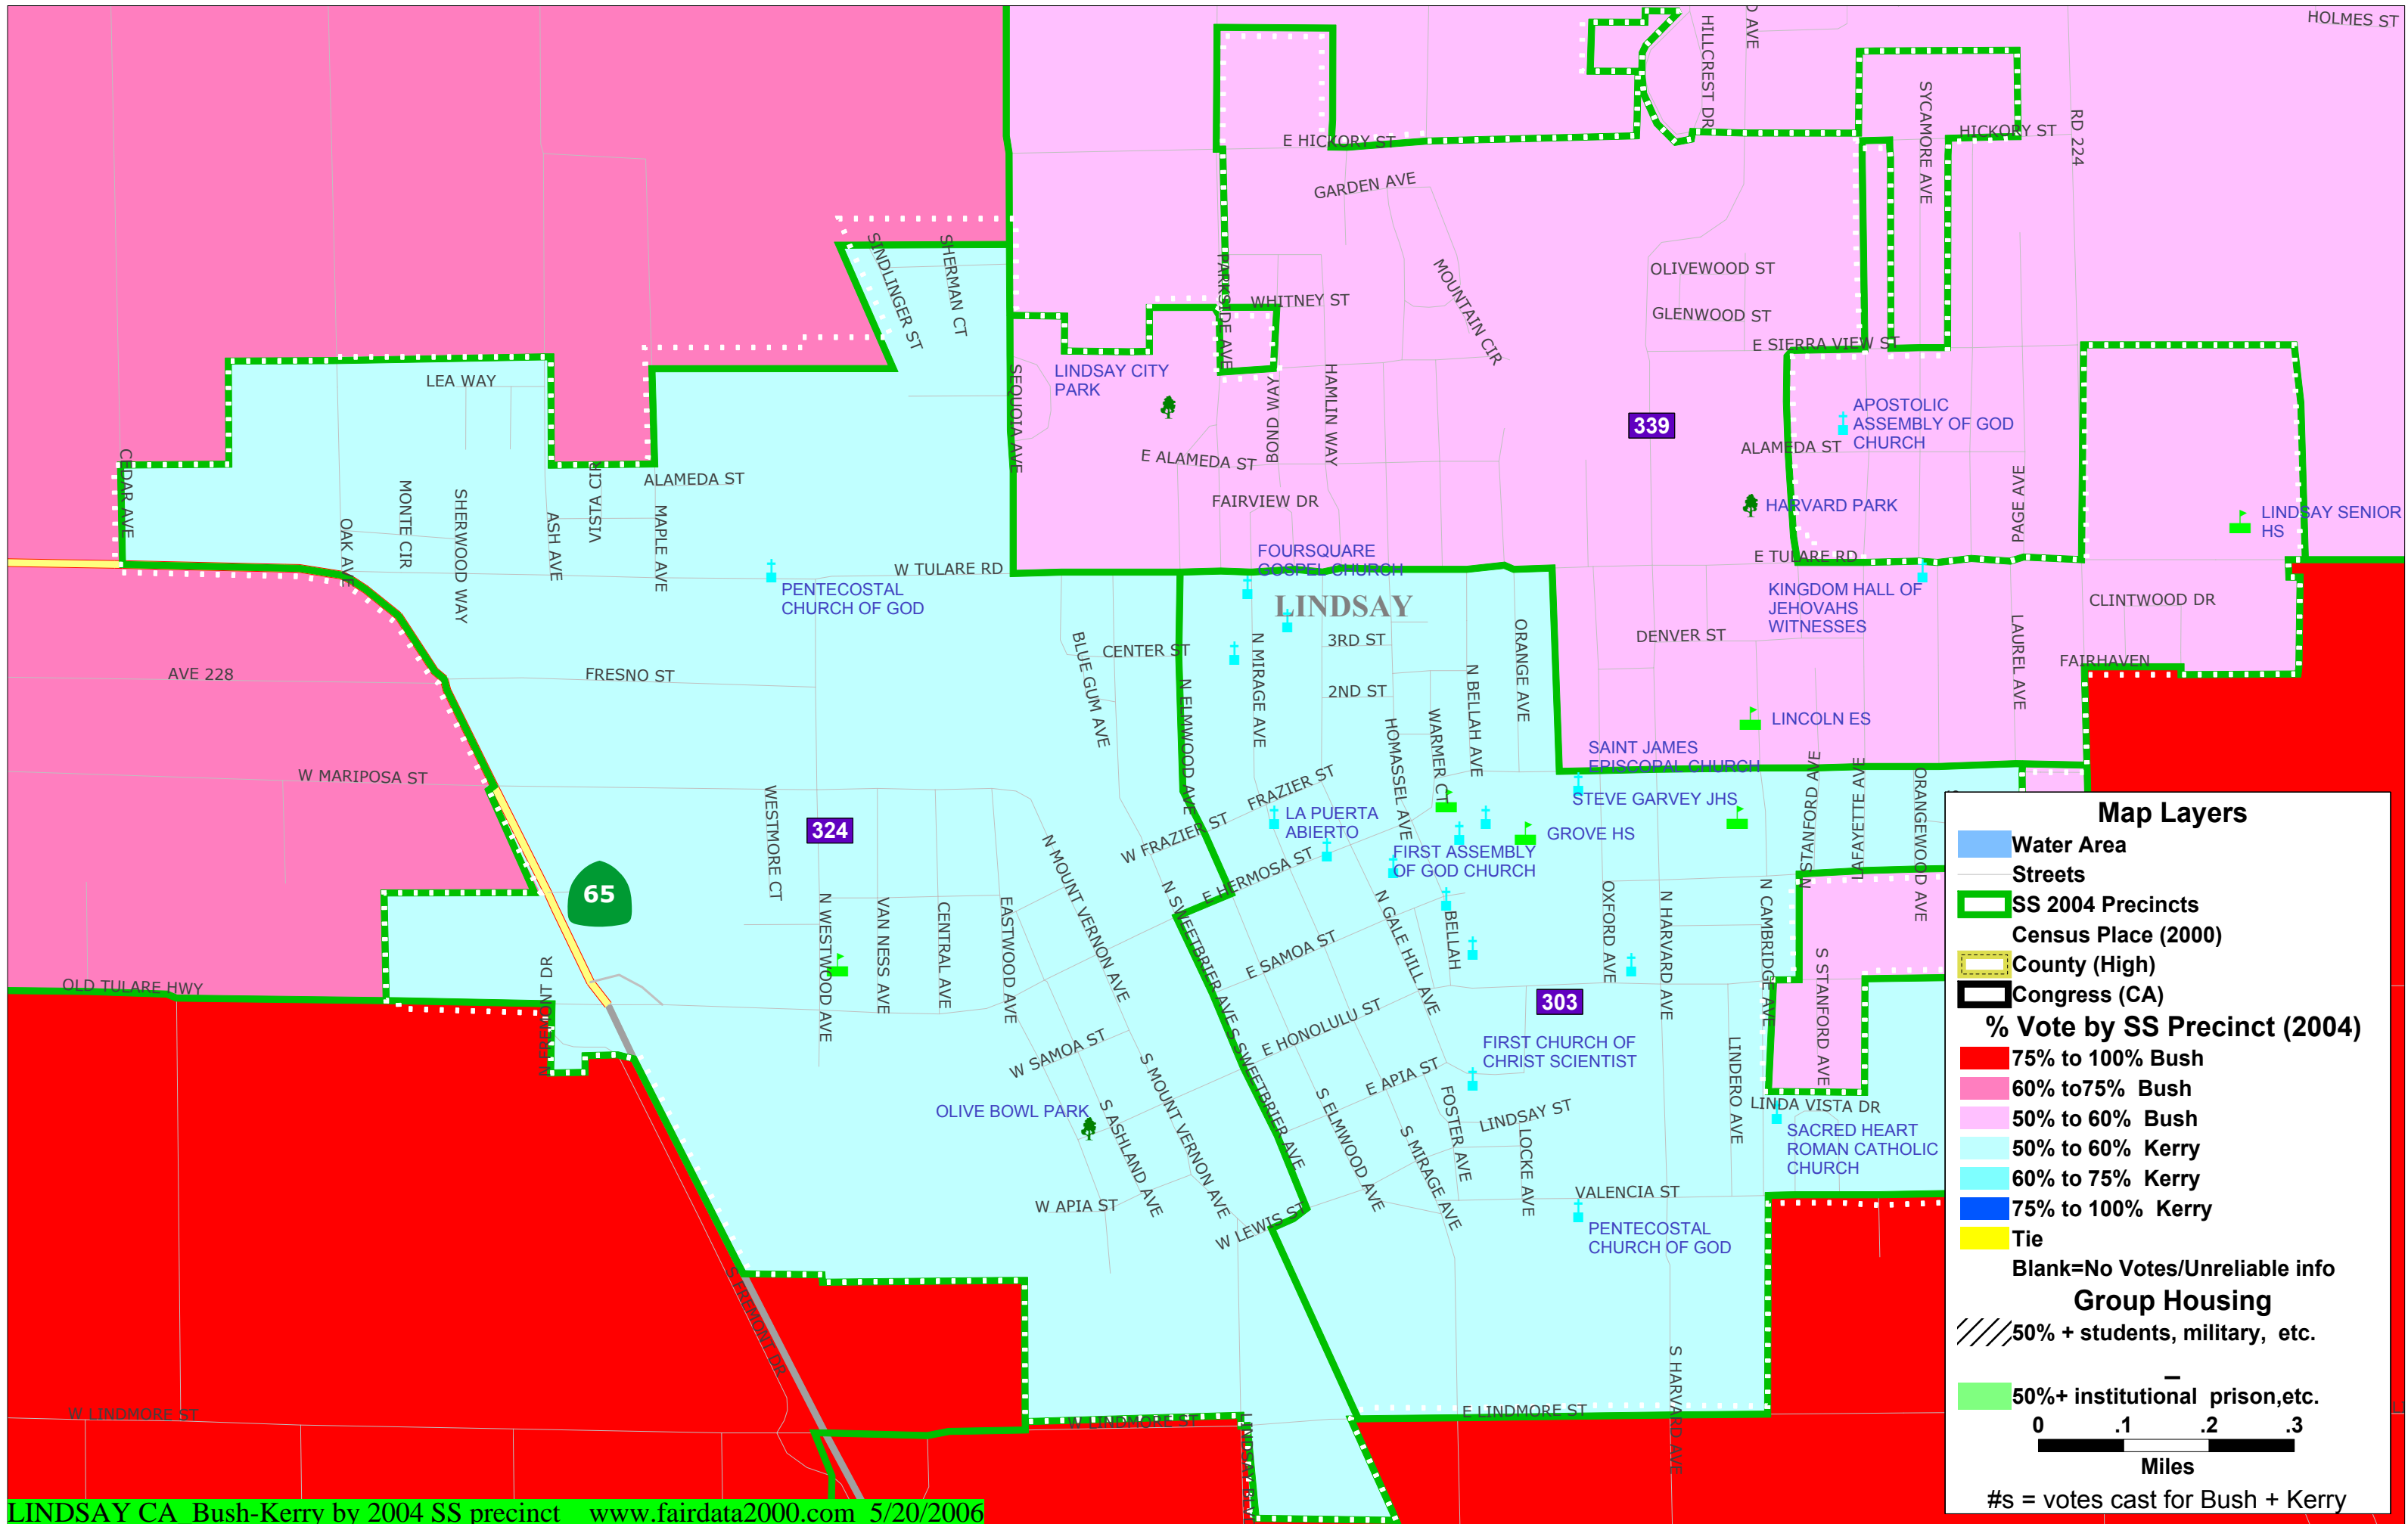 HOLMES ST
HILLCREST DR
O AVE
SYCAMORE AVE
RD 224
E HICKORY ST
HICKORY ST
GARDEN AVE
SINDLINGER ST
SHERMAN CT
PARKSIDE AVE
WHITNEY ST
MOUNTAIN CIR
OLIVEWOOD ST
GLENWOOD ST
E SIERRA VIEW ST
LEA WAY
SEQUOIA AVE
LINDSAY CITY
PARK
BOND WAY
HAMLIN WAY
339
APOSTOLIC
ASSEMBLY OF GOD
CHURCH
ALAMEDA ST
E ALAMEDA ST
CEDAR AVE
OAK AVE
MONTE CIR
SHERWOOD WAY
ASH AVE
VISTA CIR
MAPLE AVE
ALAMEDA ST
FAIRVIEW DR
HARVARD PARK
PAGE AVE
LINDSAY SENIOR
HS
W TULARE RD
FOURSQUARE
GOSPEL CHURCH
E TULARE RD
PENTECOSTAL
CHURCH OF GOD
LINDSAY
KINGDOM HALL OF
JEHOVAHS
WITNESSES
CLINTWOOD DR
BLUE GUM AVE
CENTER ST
N ELMWOOD AVE
N MIRAGE AVE
3RD ST
2ND ST
N BELLAH AVE
ORANGE AVE
DENVER ST
LAUREL AVE
FAIRHAVEN
AVE 228
FRESNO ST
HOMASSEL AVE
WARMER CT
LINCOLN ES
SAINT JAMES
EPISCOPAL CHURCH
STEVE GARVEY JHS
N STANFORD AVE
LAFAYETTE AVE
ORANGEWOOD AVE
W MARIPOSA ST
WESTMORE CT
324
FRAZIER ST
W FRAZIER ST
LA PUERTA
ABIERTO
GROVE HS
FIRST ASSEMBLY
OF GOD CHURCH
65
N WESTWOOD AVE
VAN NESS AVE
CENTRAL AVE
EASTWOOD AVE
N MOUNT VERNON AVE
N SWEETBRIER AVE
E HERMOSA ST
N GALE HILL AVE
BELLAH
OXFORD AVE
N HARVARD AVE
N CAMBRIDGE AVE
S STANFORD AVE
E SAMOA ST
OLD TULARE HWY
N FREMONT DR
303
W SAMOA ST
S MOUNT VERNON AVE
S SWEETBRIER AVE
E HONOLULU ST
FIRST CHURCH OF
CHRIST SCIENTIST
LINDERO AVE
OLIVE BOWL PARK
S ASHLAND AVE
S ELMWOOD AVE
E APIA ST
FOSTER AVE
LINDSAY ST
LINDA VISTA DR
SACRED HEART
ROMAN CATHOLIC
CHURCH
S MIRAGE AVE
LOCKE AVE
W APIA ST
W LEWIS ST
VALENCIA ST
PENTECOSTAL
CHURCH OF GOD
S FREMONT DR
S HARVARD AVE
W LINDMORE ST
W LINDMORE ST
E LINDMORE ST
LINDSAY BLVD
Map Layers
Water Area
Streets
SS 2004 Precincts
Census Place (2000)
County (High)
Congress (CA)
% Vote by SS Precinct (2004)
75% to 100% Bush
60% to75% Bush
50% to 60% Bush
50% to 60% Kerry
60% to 75% Kerry
75% to 100% Kerry
Tie
Blank=No Votes/Unreliable info
Group Housing
50% + students, military, etc.
50%+ institutional prison,etc.
0 .1 .2 .3
Miles
#s = votes cast for Bush + Kerry
LINDSAY CA Bush-Kerry by 2004 SS precinct www.fairdata2000.com 5/20/2006